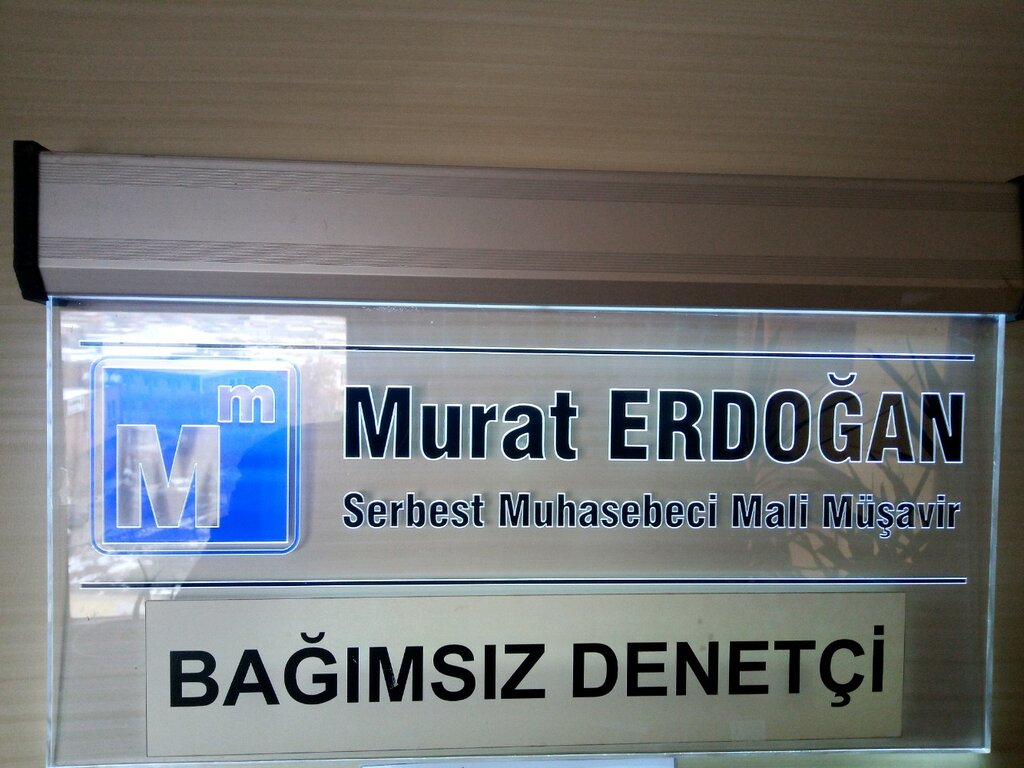 Mm
Murat ERDOĞAN
Serbest Muhasebeci Mali Müşavir
BAĞIMSIZ DENETÇİ